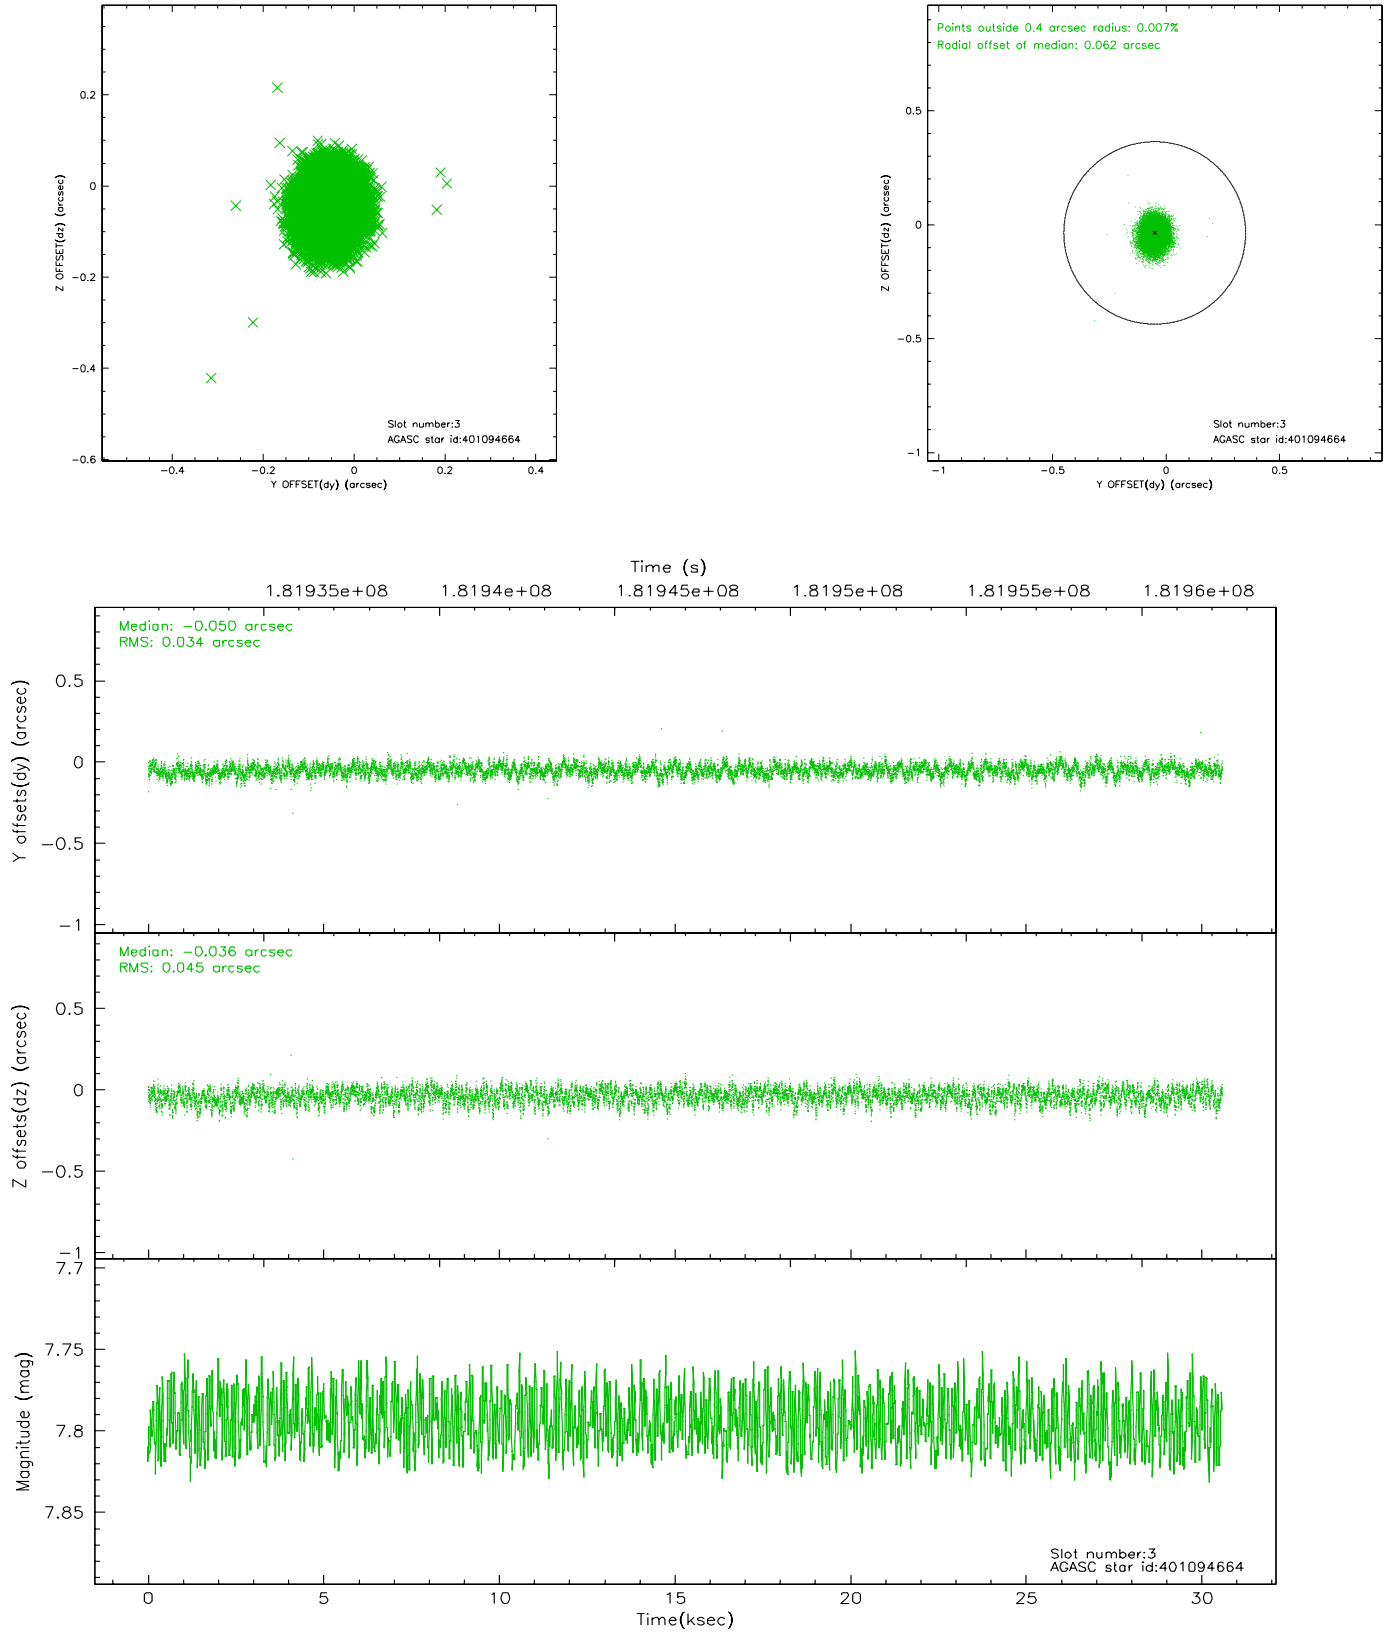 0.2
0
−0.2
−0.4
−0.6
Z OFFSET(dz) (arcsec)
Slot number:3
AGASC star id:401094664
−0.4 −0.2 0 0.2 0.4
Y OFFSET(dy) (arcsec)
Points outside 0.4 arcsec radius: 0.007%
Radial offset of median: 0.062 arcsec
0.5
0
−0.5
−1
Z OFFSET(dz) (arcsec)
Slot number:3
AGASC star id:401094664
−1 −0.5 0 0.5
Y OFFSET(dy) (arcsec)
Time (s)
1.81935e+08 1.8194e+08 1.81945e+08 1.8195e+08 1.81955e+08 1.8196e+08
Median: −0.050 arcsec
RMS: 0.034 arcsec
0.5
0
−0.5
−1
Y offsets(dy) (arcsec)
Median: −0.036 arcsec
RMS: 0.045 arcsec
0.5
0
−0.5
−1
Z offsets(dz) (arcsec)
7.7
7.75
7.8
7.85
Magnitude (mag)
Slot number:3
AGASC star id:401094664
0 5 10 15 20 25 30
Time(ksec)